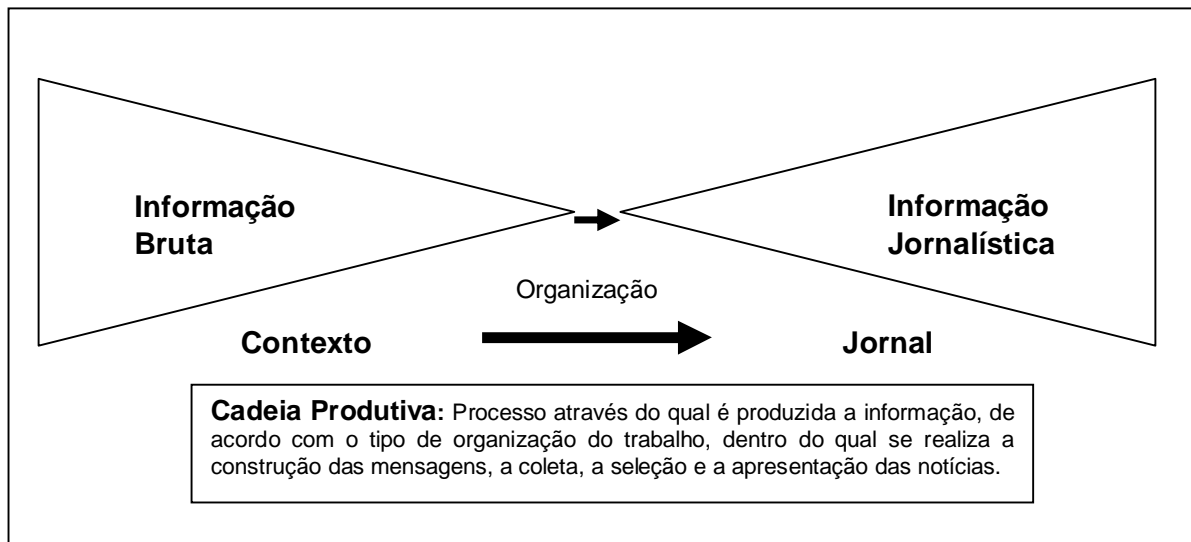 Informação
Bruta
Informação
Jornalística
Organização
Contexto
Jornal
Cadeia Produtiva: Processo através do qual é produzida a informação, de
acordo com o tipo de organização do trabalho, dentro do qual se realiza a
construção das mensagens, a coleta, a seleção e a apresentação das notícias.